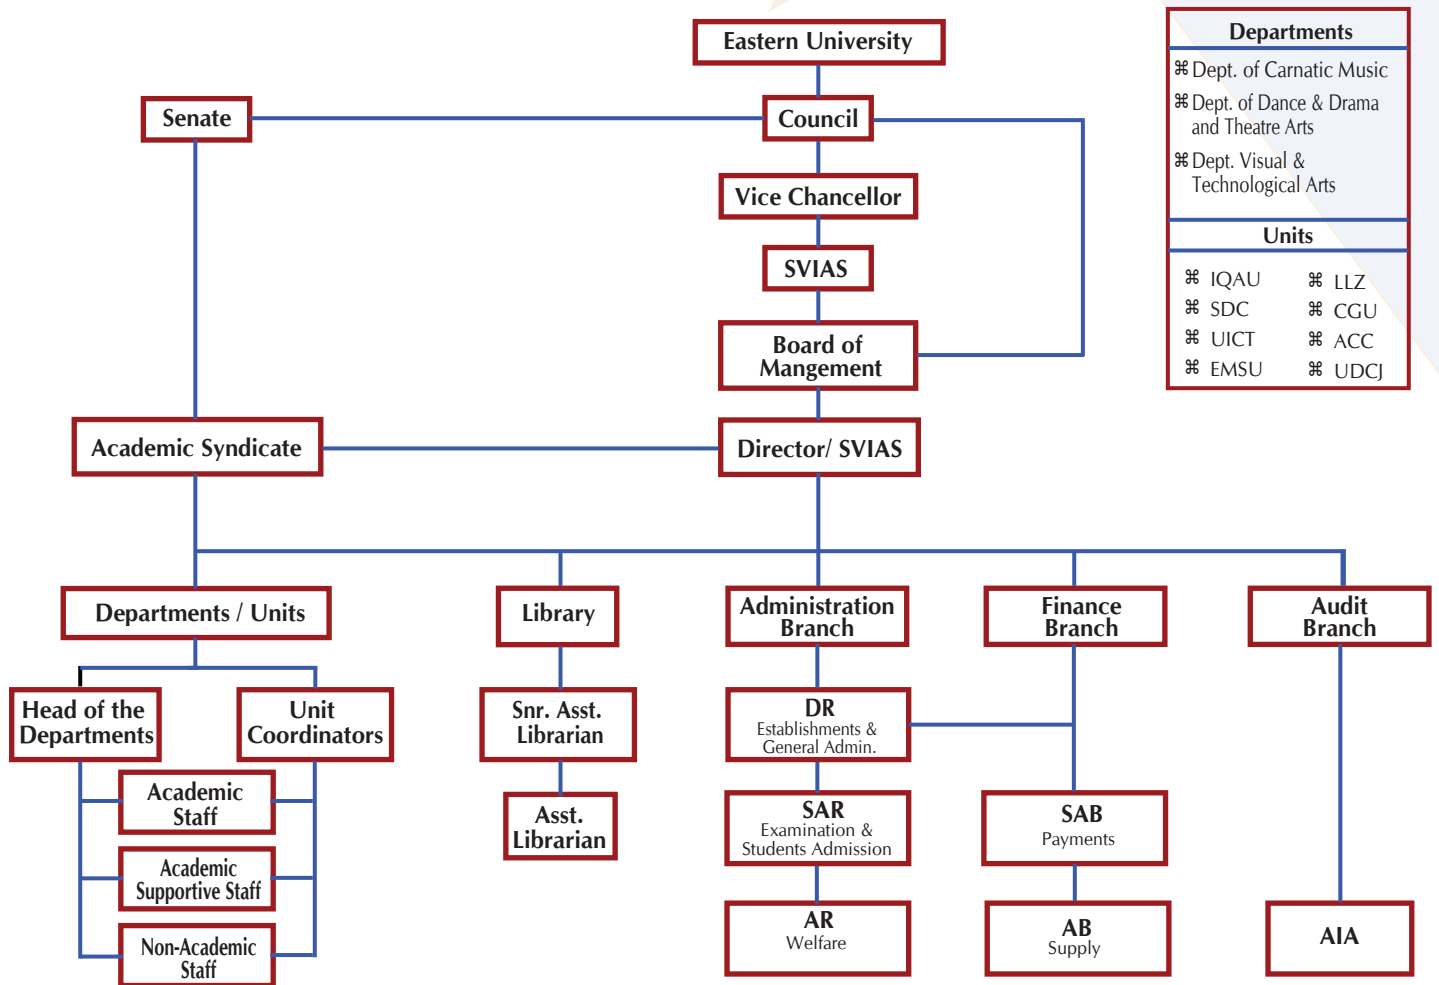 Eastern University
Senate
Council
Vice Chancellor
SVIAS
Board of
Mangement
Academic Syndicate
Director/ SVIAS
Departments / Units
Library
Administration
Branch
Finance
Branch
Audit
Branch
Head of the
Departments
Unit
Coordinators
Snr. Asst.
Librarian
DR
Establishments &
General Admin.
Academic
Staff
Asst.
Librarian
SAR
Examination &
Students Admission
SAB
Payments
Academic
Supportive Staff
AR
Welfare
AB
Supply
AIA
Non-Academic
Staff
Departments
⌘ Dept. of Carnatic Music
⌘ Dept. of Dance & Drama
and Theatre Arts
⌘ Dept. Visual &
Technological Arts
Units
⌘ IQAU
⌘ SDC
⌘ UICT
⌘ EMSU
⌘ LLZ
⌘ CGU
⌘ ACC
⌘ UDCJ